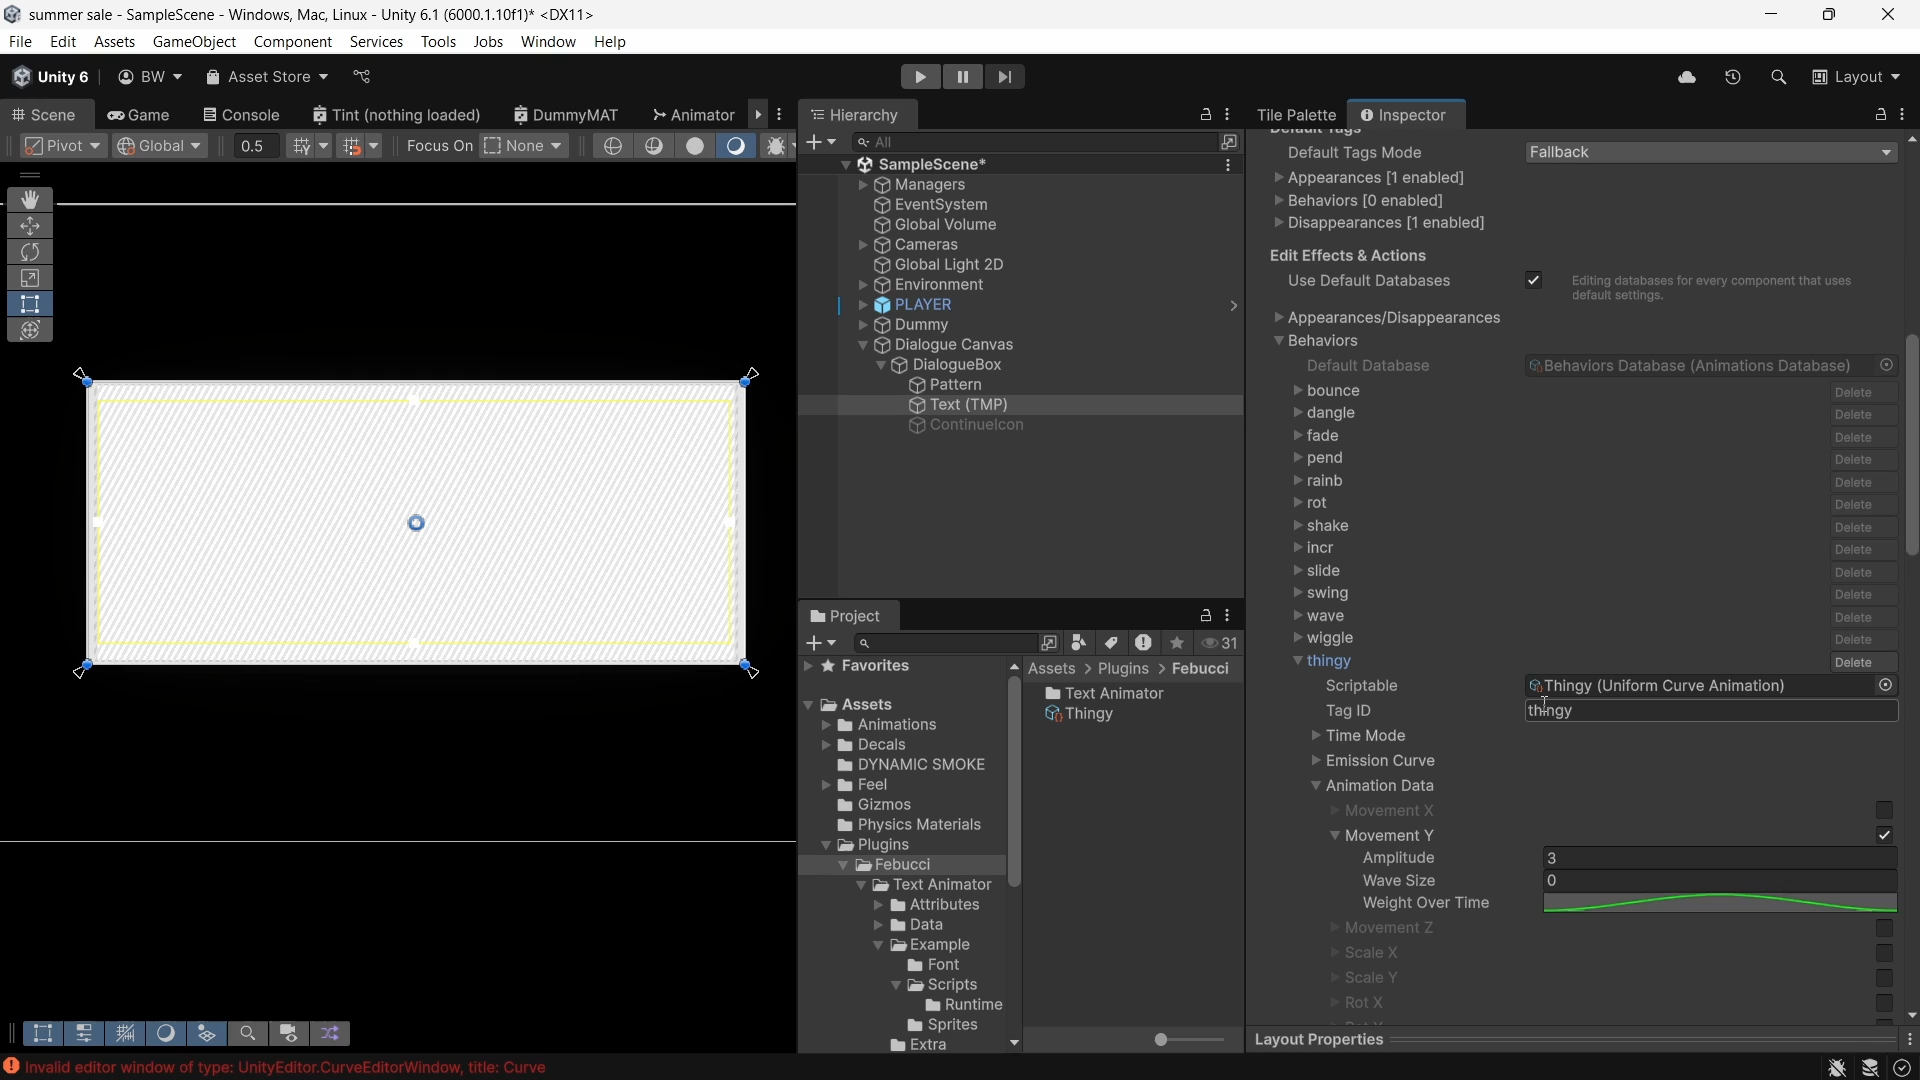 summer sale - SampleScene - Windows, Mac, Linux - Unity 6.1 (6000.1.10f1)* <DX11>
File Edit Assets GameObject Component Services Tools Jobs Window Help
Unity 6 BW Asset Store Layout
Scene Game Console Tint (nothing loaded) DummyMAT Animator
Pivot Global 0.5 Focus On None
Hierarchy
All
SampleScene*
Managers
EventSystem
Global Volume
Cameras
Global Light 2D
Environment
PLAYER
Dummy
Dialogue Canvas
DialogueBox
Pattern
Text (TMP)
ContinueIcon
Project
31
Favorites
Assets
Animations
Decals
DYNAMIC SMOKE
Feel
Gizmos
Physics Materials
Plugins
Febucci
Text Animator
Attributes
Data
Example
Font
Scripts
Runtime
Sprites
Extra
Assets > Plugins > Febucci
Text Animator
Thingy
Tile Palette Inspector
Default Tags
Default Tags Mode Fallback
Appearances [1 enabled]
Behaviors [0 enabled]
Disappearances [1 enabled]
Edit Effects & Actions
Use Default Databases Editing databases for every component that uses
default settings.
Appearances/Disappearances
Behaviors
Default Database Behaviors Database (Animations Database)
bounce Delete
dangle Delete
fade Delete
pend Delete
rainb Delete
rot Delete
shake Delete
incr Delete
slide Delete
swing Delete
wave Delete
wiggle Delete
thingy Delete
Scriptable Thingy (Uniform Curve Animation)
Tag ID thingy
Time Mode
Emission Curve
Animation Data
Movement X
Movement Y
Amplitude 3
Wave Size 0
Weight Over Time
Movement Z
Scale X
Scale Y
Rot X
Layout Properties
Invalid editor window of type: UnityEditor.CurveEditorWindow, title: Curve